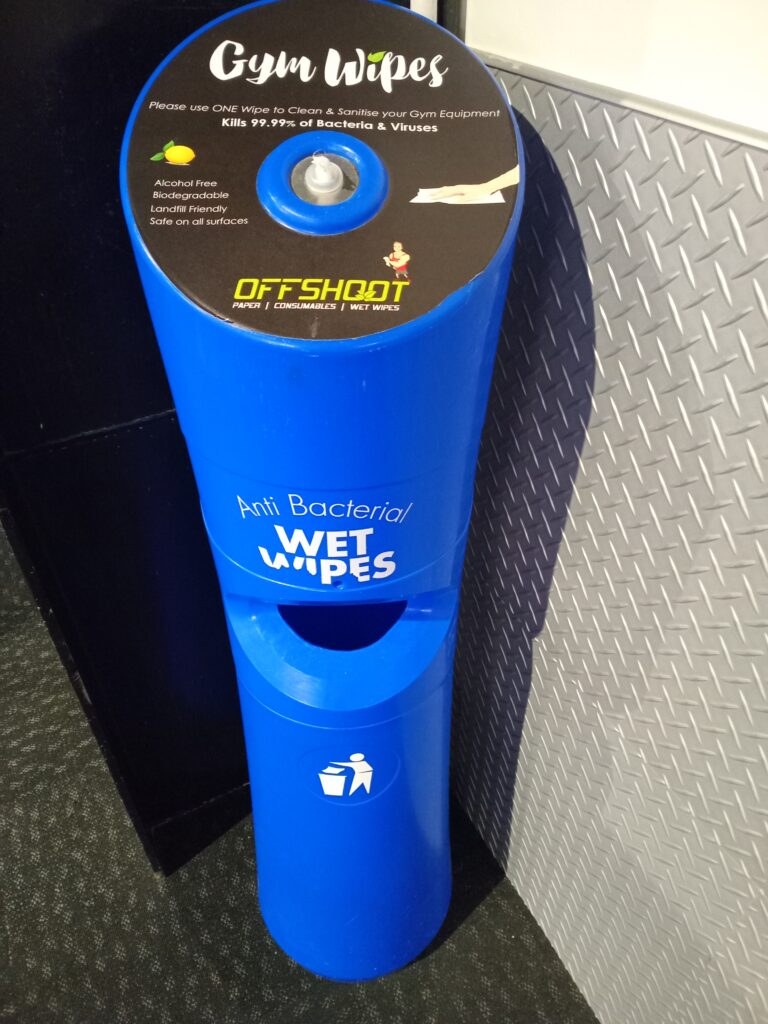 Gym Wipes
Please use ONE Wipe to Clean & Sanitise your Gym Equipment
Kills 99.99% of Bacteria & Viruses
Alcohol Free
Biodegradable
Landfill Friendly
Safe on all surfaces
OFFSHOOT
PAPER | CONSUMABLES | WET WIPES
Anti Bacterial
WET
WIPES